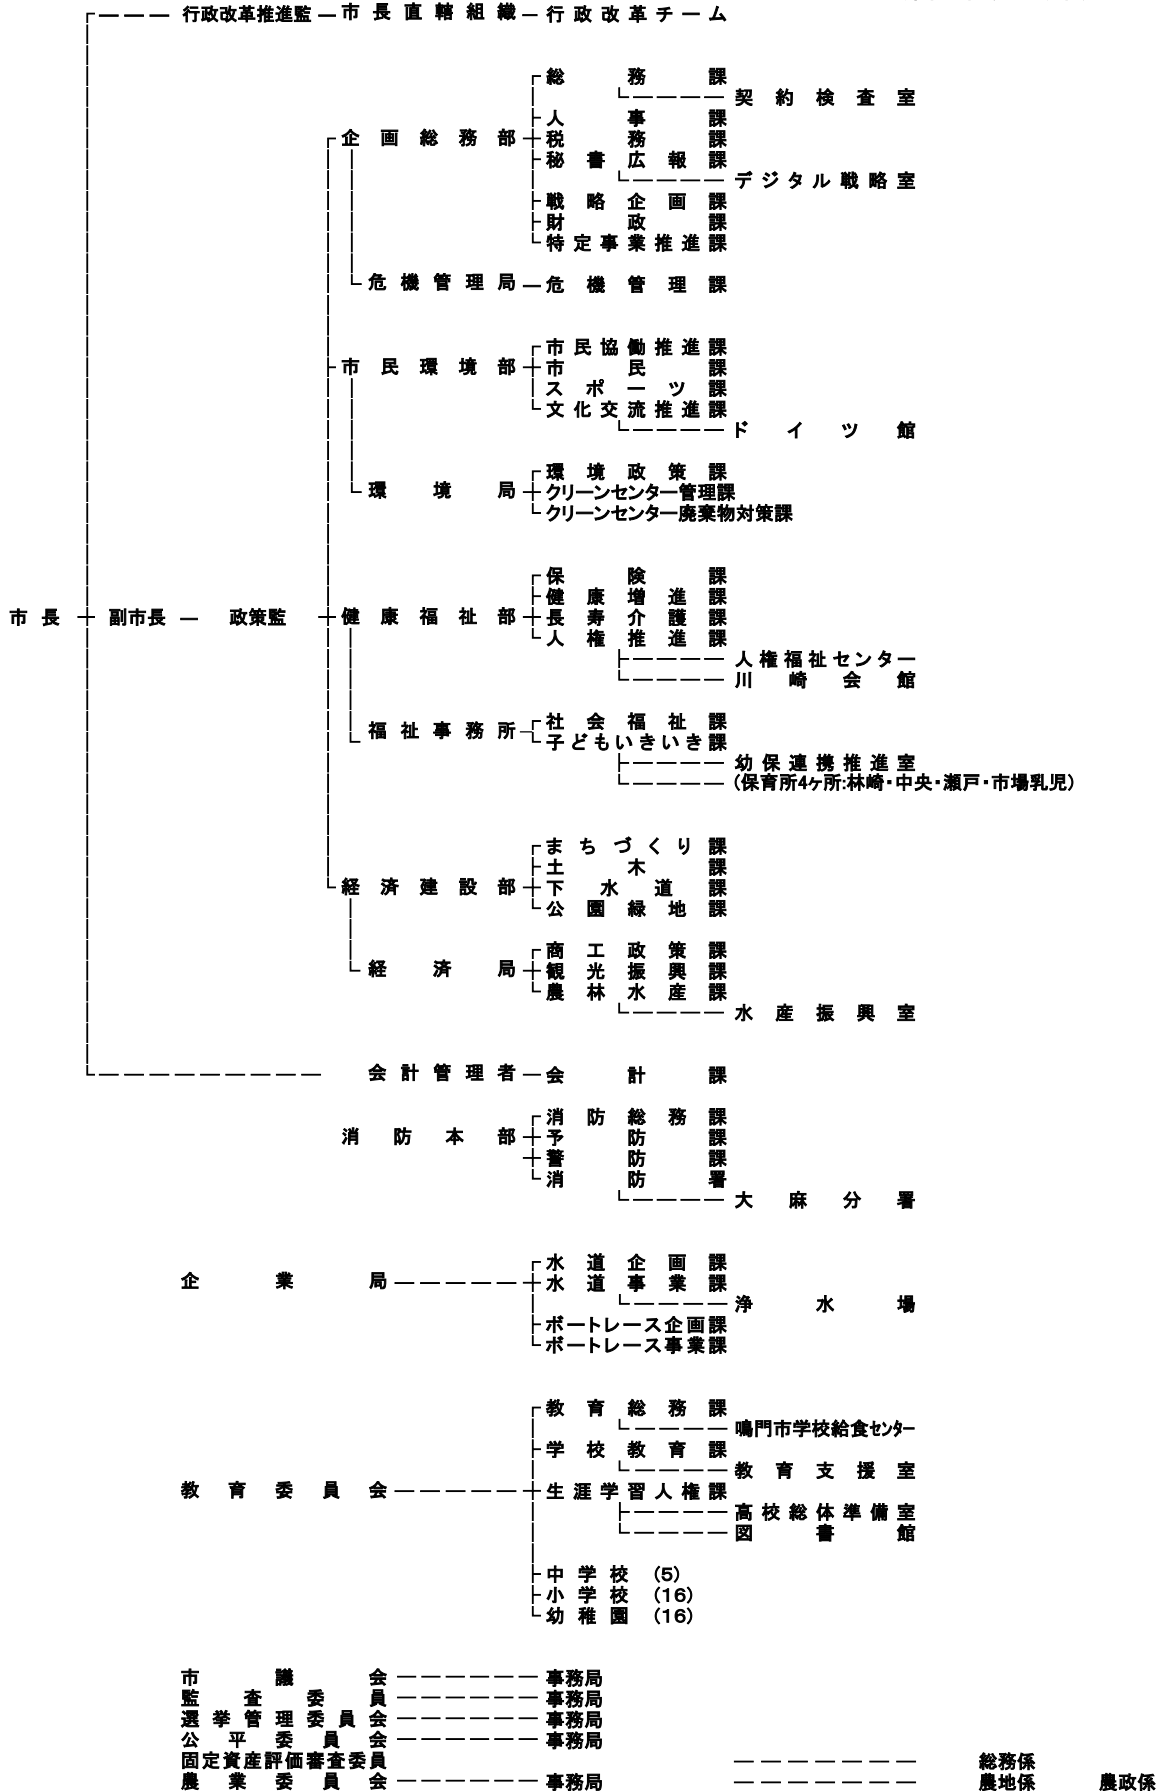 行政改革推進監 市長直轄組織 行政改革チーム
総務課
契約検査室
人事課
企画総務部 税務課
秘書広報課
デジタル戦略室
戦略企画課
財政課
特定事業推進課
危機管理局 危機管理課
市民協働推進課
市民環境部 市民課
スポーツ課
文化交流推進課
ドイツ館
環境政策課
環境局 クリーンセンター管理課
クリーンセンター廃棄物対策課
保険課
健康増進課
市長 副市長 政策監 健康福祉部 長寿介護課
人権推進課
人権福祉センター
川崎会館
社会福祉課
福祉事務所
子どもいきいき課
幼保連携推進室
(保育所4ヶ所:林崎・中央・瀬戸・市場乳児)
まちづくり課
土木課
経済建設部 下水道課
公園緑地課
商工政策課
経済局 観光振興課
農林水産課
水産振興室
会計管理者 会計課
消防総務課
消防本部 予防課
警防課
消防署
大麻分署
水道企画課
企業局 水道事業課
浄水場
ボートレース企画課
ボートレース事業課
教育総務課
鳴門市学校給食センター
学校教育課
教育支援室
教育委員会 生涯学習人権課
高校総体準備室
図書館
中学校 (5)
小学校 (16)
幼稚園 (16)
市議会 事務局
監査委員 事務局
選挙管理委員会 事務局
公平委員会 事務局
固定資産評価審査委員 総務係
農業委員会 事務局 農地係 農政係